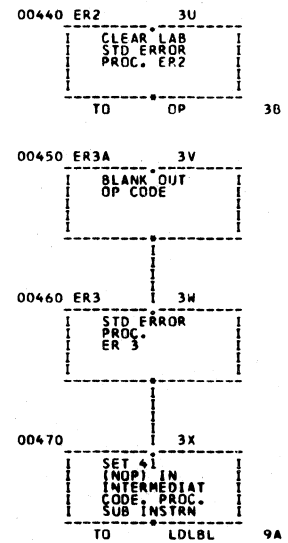 00440 ER2 3U
CLEAR LAB
STD ERROR
PROC. ER2
TO OP 3B
00450 ER3A 3V
BLANK OUT
OP CODE
00460 ER3 3W
STD ERROR
PROC.
ER 3
00470 3X
SET 41
(NOP) IN
INTERMEDIAT
CODE. PROC.
SUB INSTRN
TO LDLBL 9A